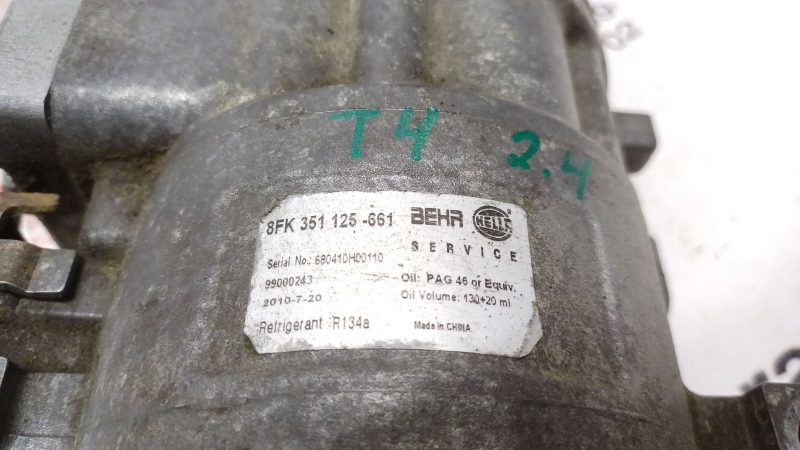 T4 2.4
8FK 351 125 -661 BEHR HELLA
SERVICE
Serial No.: 680410H00110
99000243 Oil: PAG 46 or Equiv.
2010-7-20 Oil Volume: 130+20 ml
Refrigerant : R134a Made in CHINA